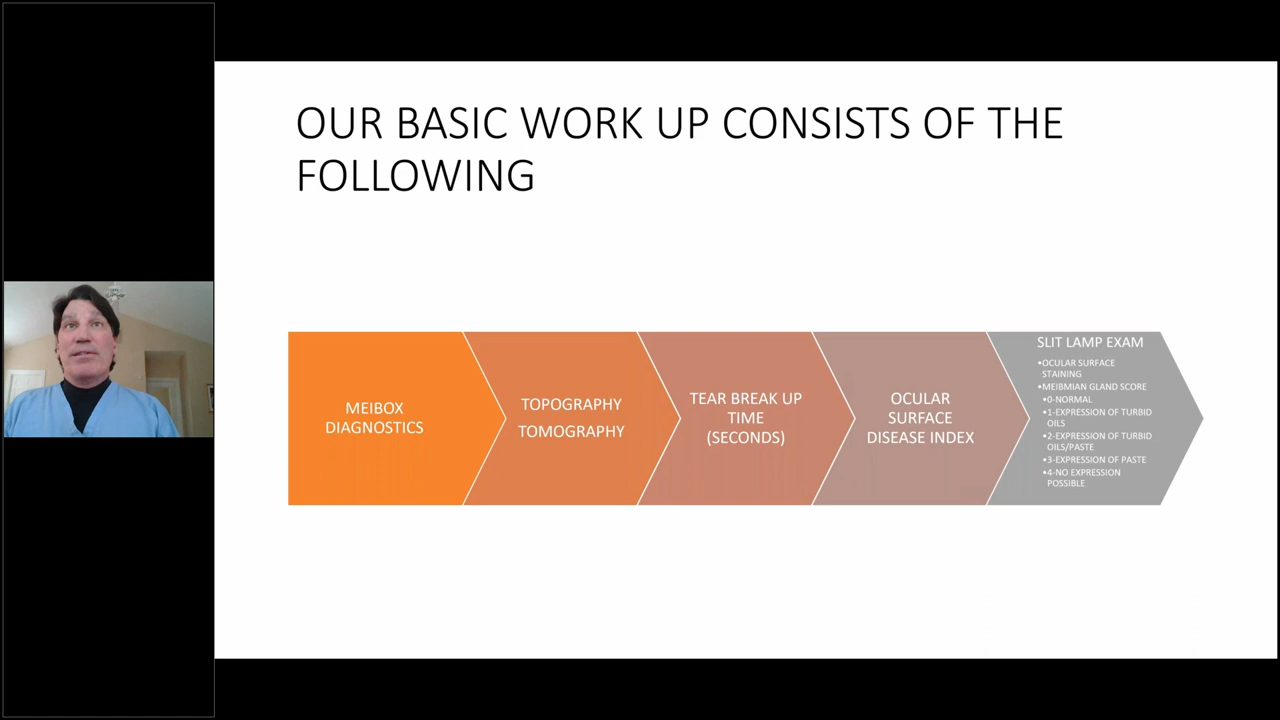 OUR BASIC WORK UP CONSISTS OF THE
FOLLOWING
MEIBOX
DIAGNOSTICS
TOPOGRAPHY
TOMOGRAPHY
TEAR BREAK UP
TIME
(SECONDS)
OCULAR
SURFACE
DISEASE INDEX
SLIT LAMP EXAM
•OCULAR SURFACE
STAINING
•MEIBMIAN GLAND SCORE
•0-NORMAL
•1-EXPRESSION OF TURBID
OILS
•2-EXPRESSION OF TURBID
OILS/PASTE
•3-EXPRESSION OF PASTE
•4-NO EXPRESSION
POSSIBLE